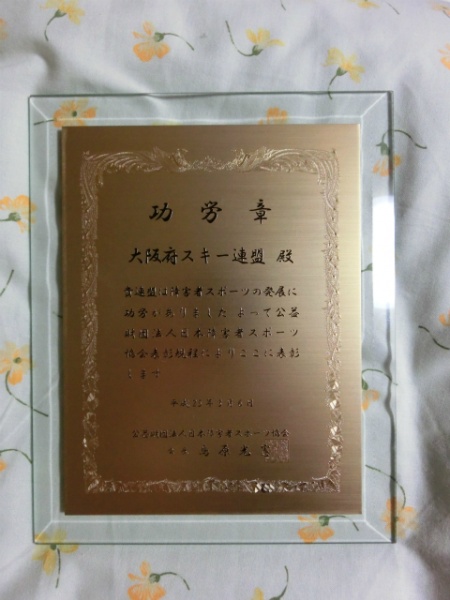 功労章
大阪府スキー連盟 殿
貴連盟は障害者スポーツの発展に
功労がありました よって公益
財団法人日本障害者スポーツ
協会表彰規程によりここに表彰
します
平成
公益財団法人日本障害者スポーツ協会
会長